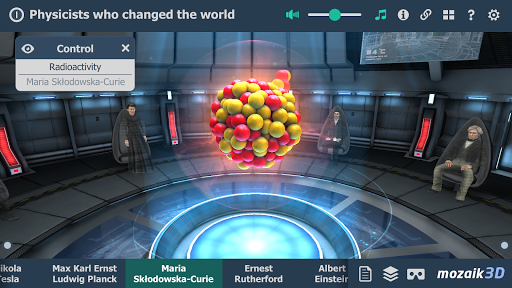 Physicists who changed the world
Control
Radioactivity
Maria Skłodowska-Curie
ikola
esla
Max Karl Ernst
Ludwig Planck
Maria
Skłodowska-Curie
Ernest
Rutherford
Albert
Einstein
mozaik3D